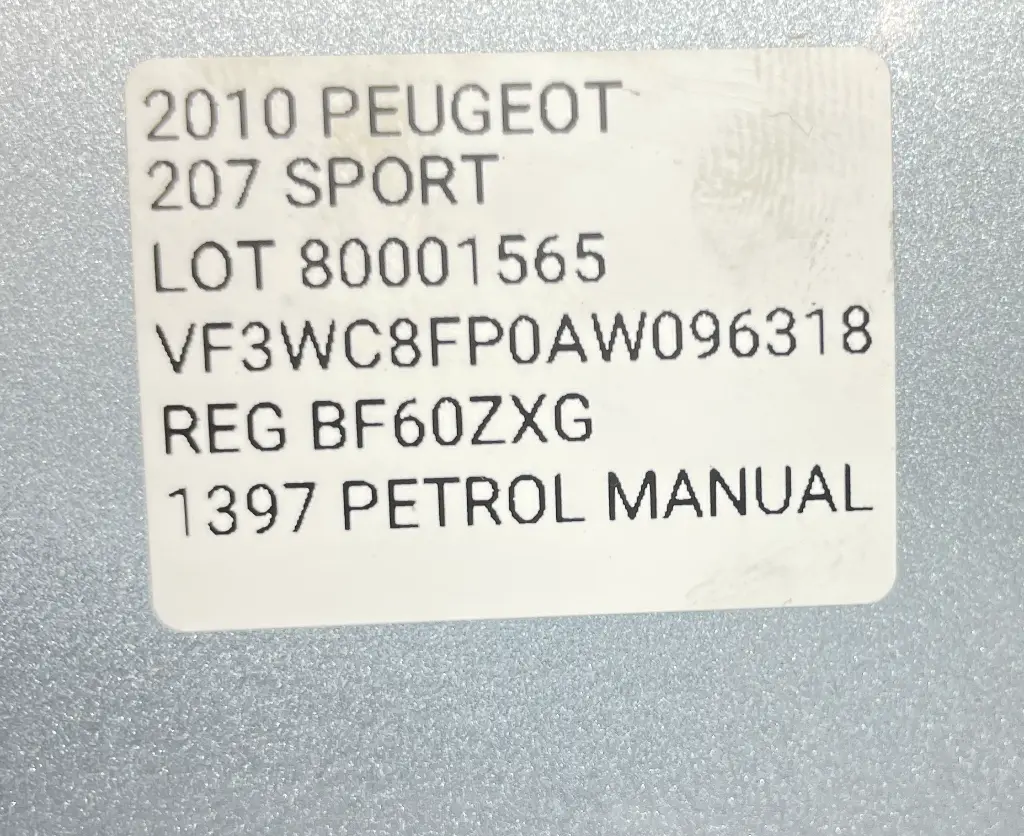 2010 PEUGEOT
207 SPORT
LOT 80001565
VF3WC8FP0AW096318
REG BF60ZXG
1397 PETROL MANUAL